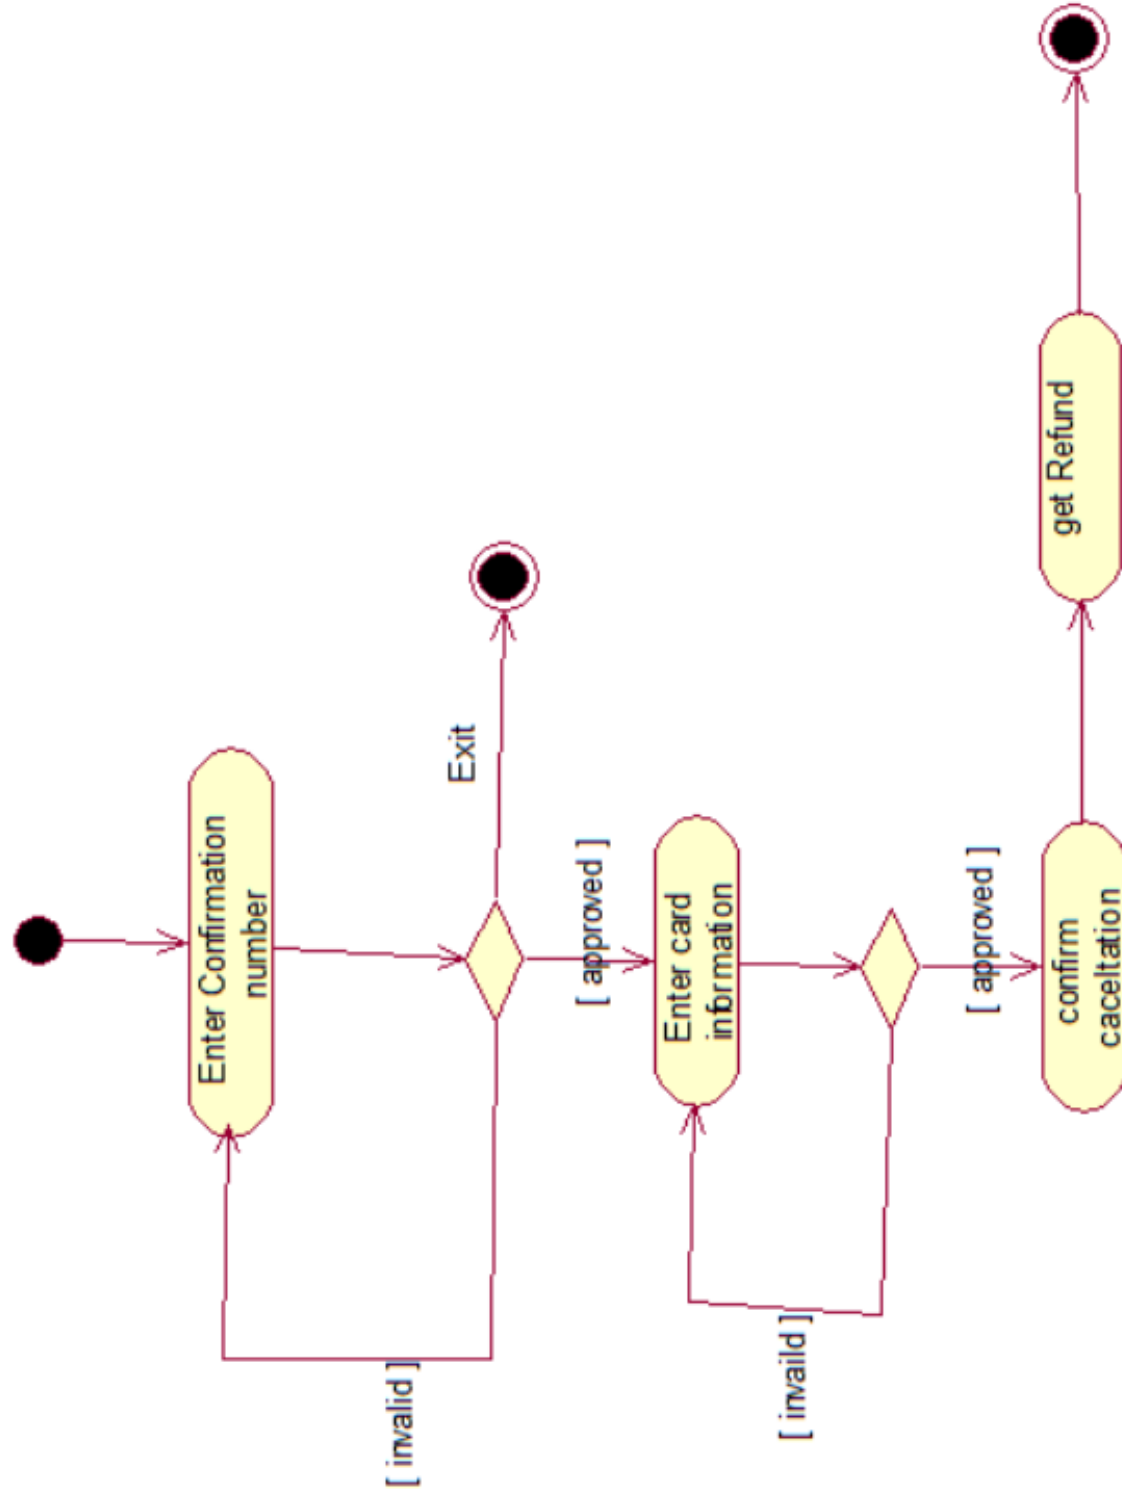 Enter Confirmation
number
[ invalid ]
Exit
[ approved ]
Enter card
information
[ invaild ]
[ approved ]
confirm
caceltation
get Refund